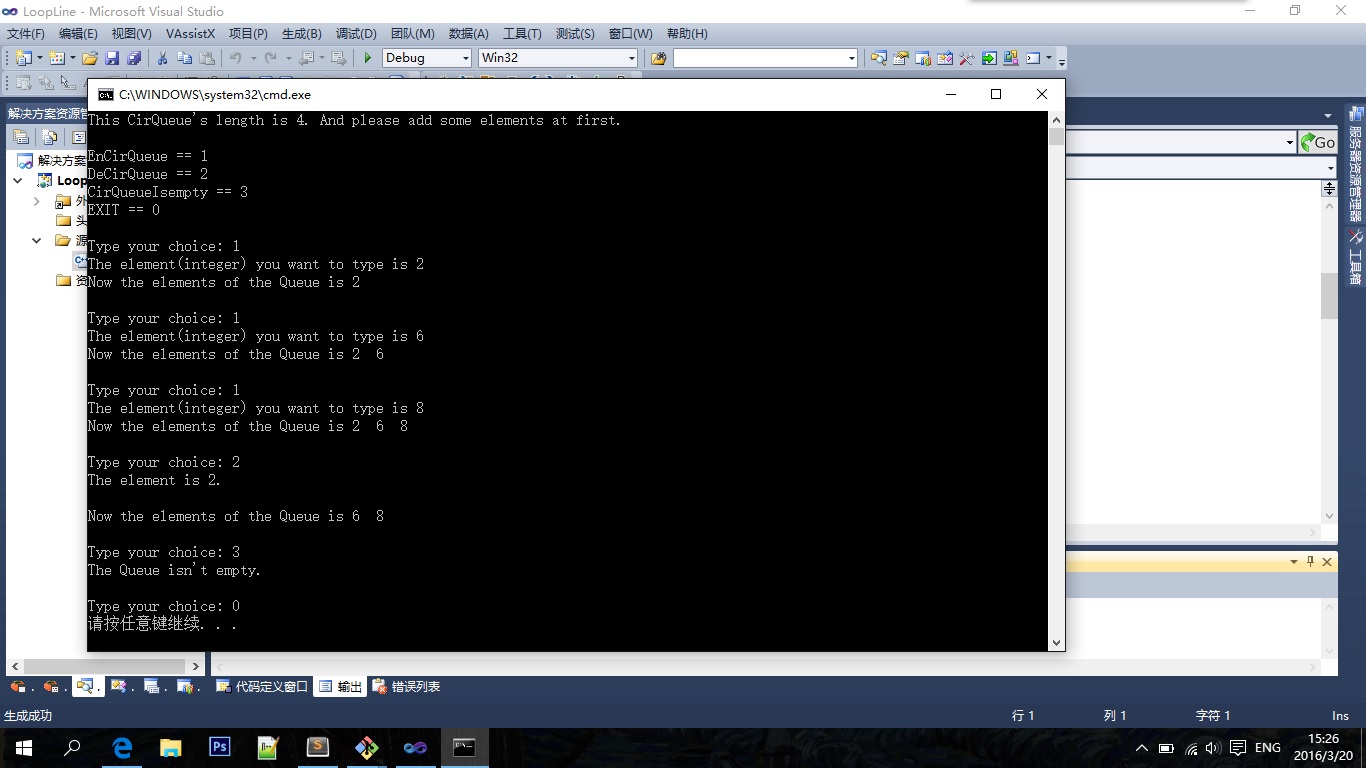 LoopLine - Microsoft Visual Studio
文件(F) 编辑(E) 视图(V) VAssistX 项目(P) 生成(B) 调试(D) 团队(M) 数据(A) 工具(T) 测试(S) 窗口(W) 帮助(H)
Debug Win32
C:\WINDOWS\system32\cmd.exe
This CirQueue's length is 4. And please add some elements at first.
EnCirQueue == 1
DeCirQueue == 2
CirQueueIsempty == 3
EXIT == 0
Type your choice: 1
The element(integer) you want to type is 2
Now the elements of the Queue is 2
Type your choice: 1
The element(integer) you want to type is 6
Now the elements of the Queue is 2 6
Type your choice: 1
The element(integer) you want to type is 8
Now the elements of the Queue is 2 6 8
Type your choice: 2
The element is 2.
Now the elements of the Queue is 6 8
Type your choice: 3
The Queue isn't empty.
Type your choice: 0
请按任意键继续. . .
解决方案资源
解决方案
Loop
外
头
源
资
Go
服务器资源管理器
工具箱
代码定义窗口 输出 错误列表
生成成功 行 1 列 1 字符 1 Ins
Ps S ENG 15:26
2016/3/20